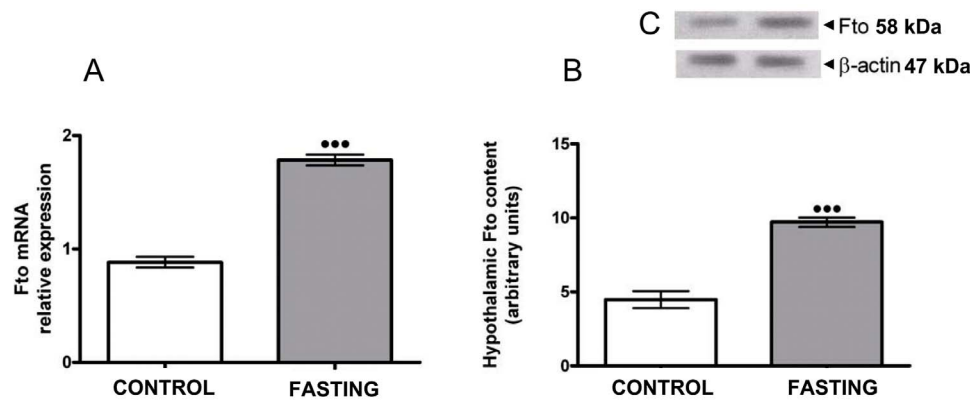 C
Fto 58 kDa
β-actin 47 kDa
A
Fto mRNA
relative expression
2
1
0
CONTROL
FASTING
B
Hypothalamic Fto content
(arbitrary units)
15
10
5
0
CONTROL
FASTING